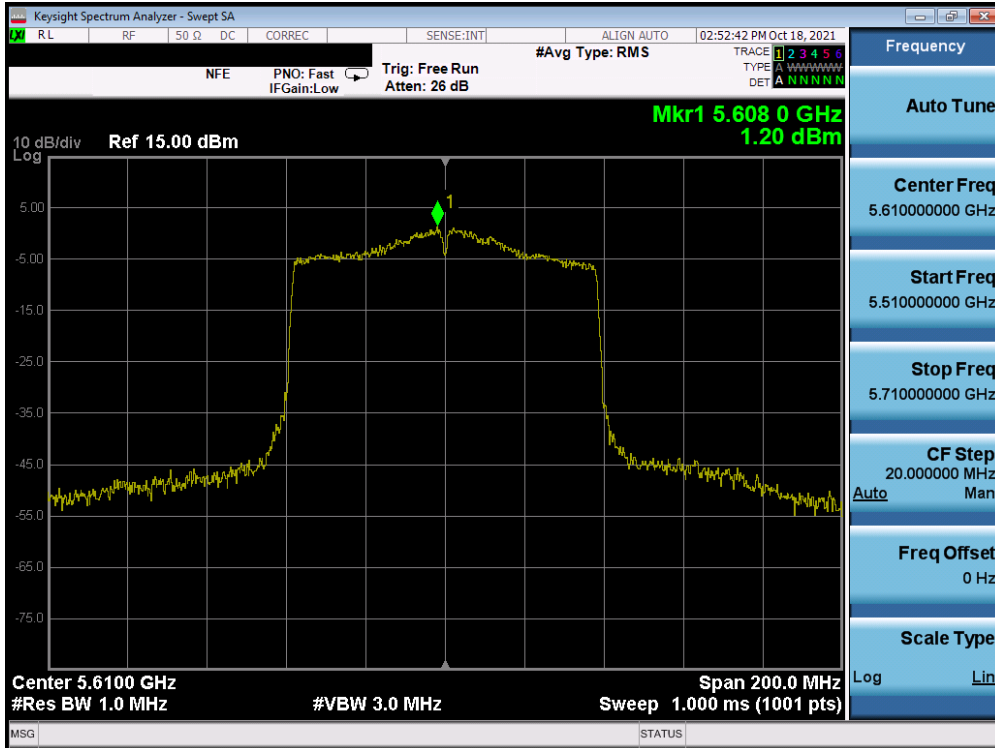 Keysight Spectrum Analyzer - Swept SA
LXI RL RF 50 Ω DC CORREC SENSE:INT ALIGN AUTO 02:52:42 PM Oct 18, 2021
Frequency
#Avg Type: RMS TRACE 1 2 3 4 5 6
NFE PNO: Fast Trig: Free Run TYPE A WWWWW
IFGain:Low Atten: 26 dB DET A N N N N N
Auto Tune
Mkr1 5.608 0 GHz
10 dB/div Ref 15.00 dBm 1.20 dBm
Log
1
5.00
-5.00
-15.0
-25.0
-35.0
-45.0
-55.0
-65.0
-75.0
Center Freq
5.610000000 GHz
Start Freq
5.510000000 GHz
Stop Freq
5.710000000 GHz
CF Step
20.000000 MHz
Auto Man
Freq Offset
0 Hz
Scale Type
Log Lin
Center 5.6100 GHz Span 200.0 MHz
#Res BW 1.0 MHz #VBW 3.0 MHz Sweep 1.000 ms (1001 pts)
MSG STATUS